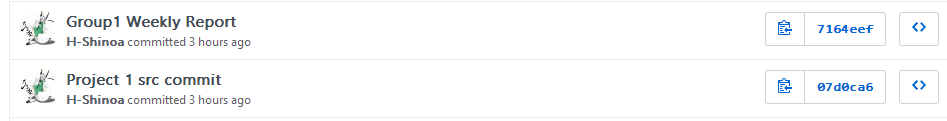 Group1 Weekly Report
H-Shinoa committed 3 hours ago
7164eef
Project 1 src commit
H-Shinoa committed 3 hours ago
07d0ca6